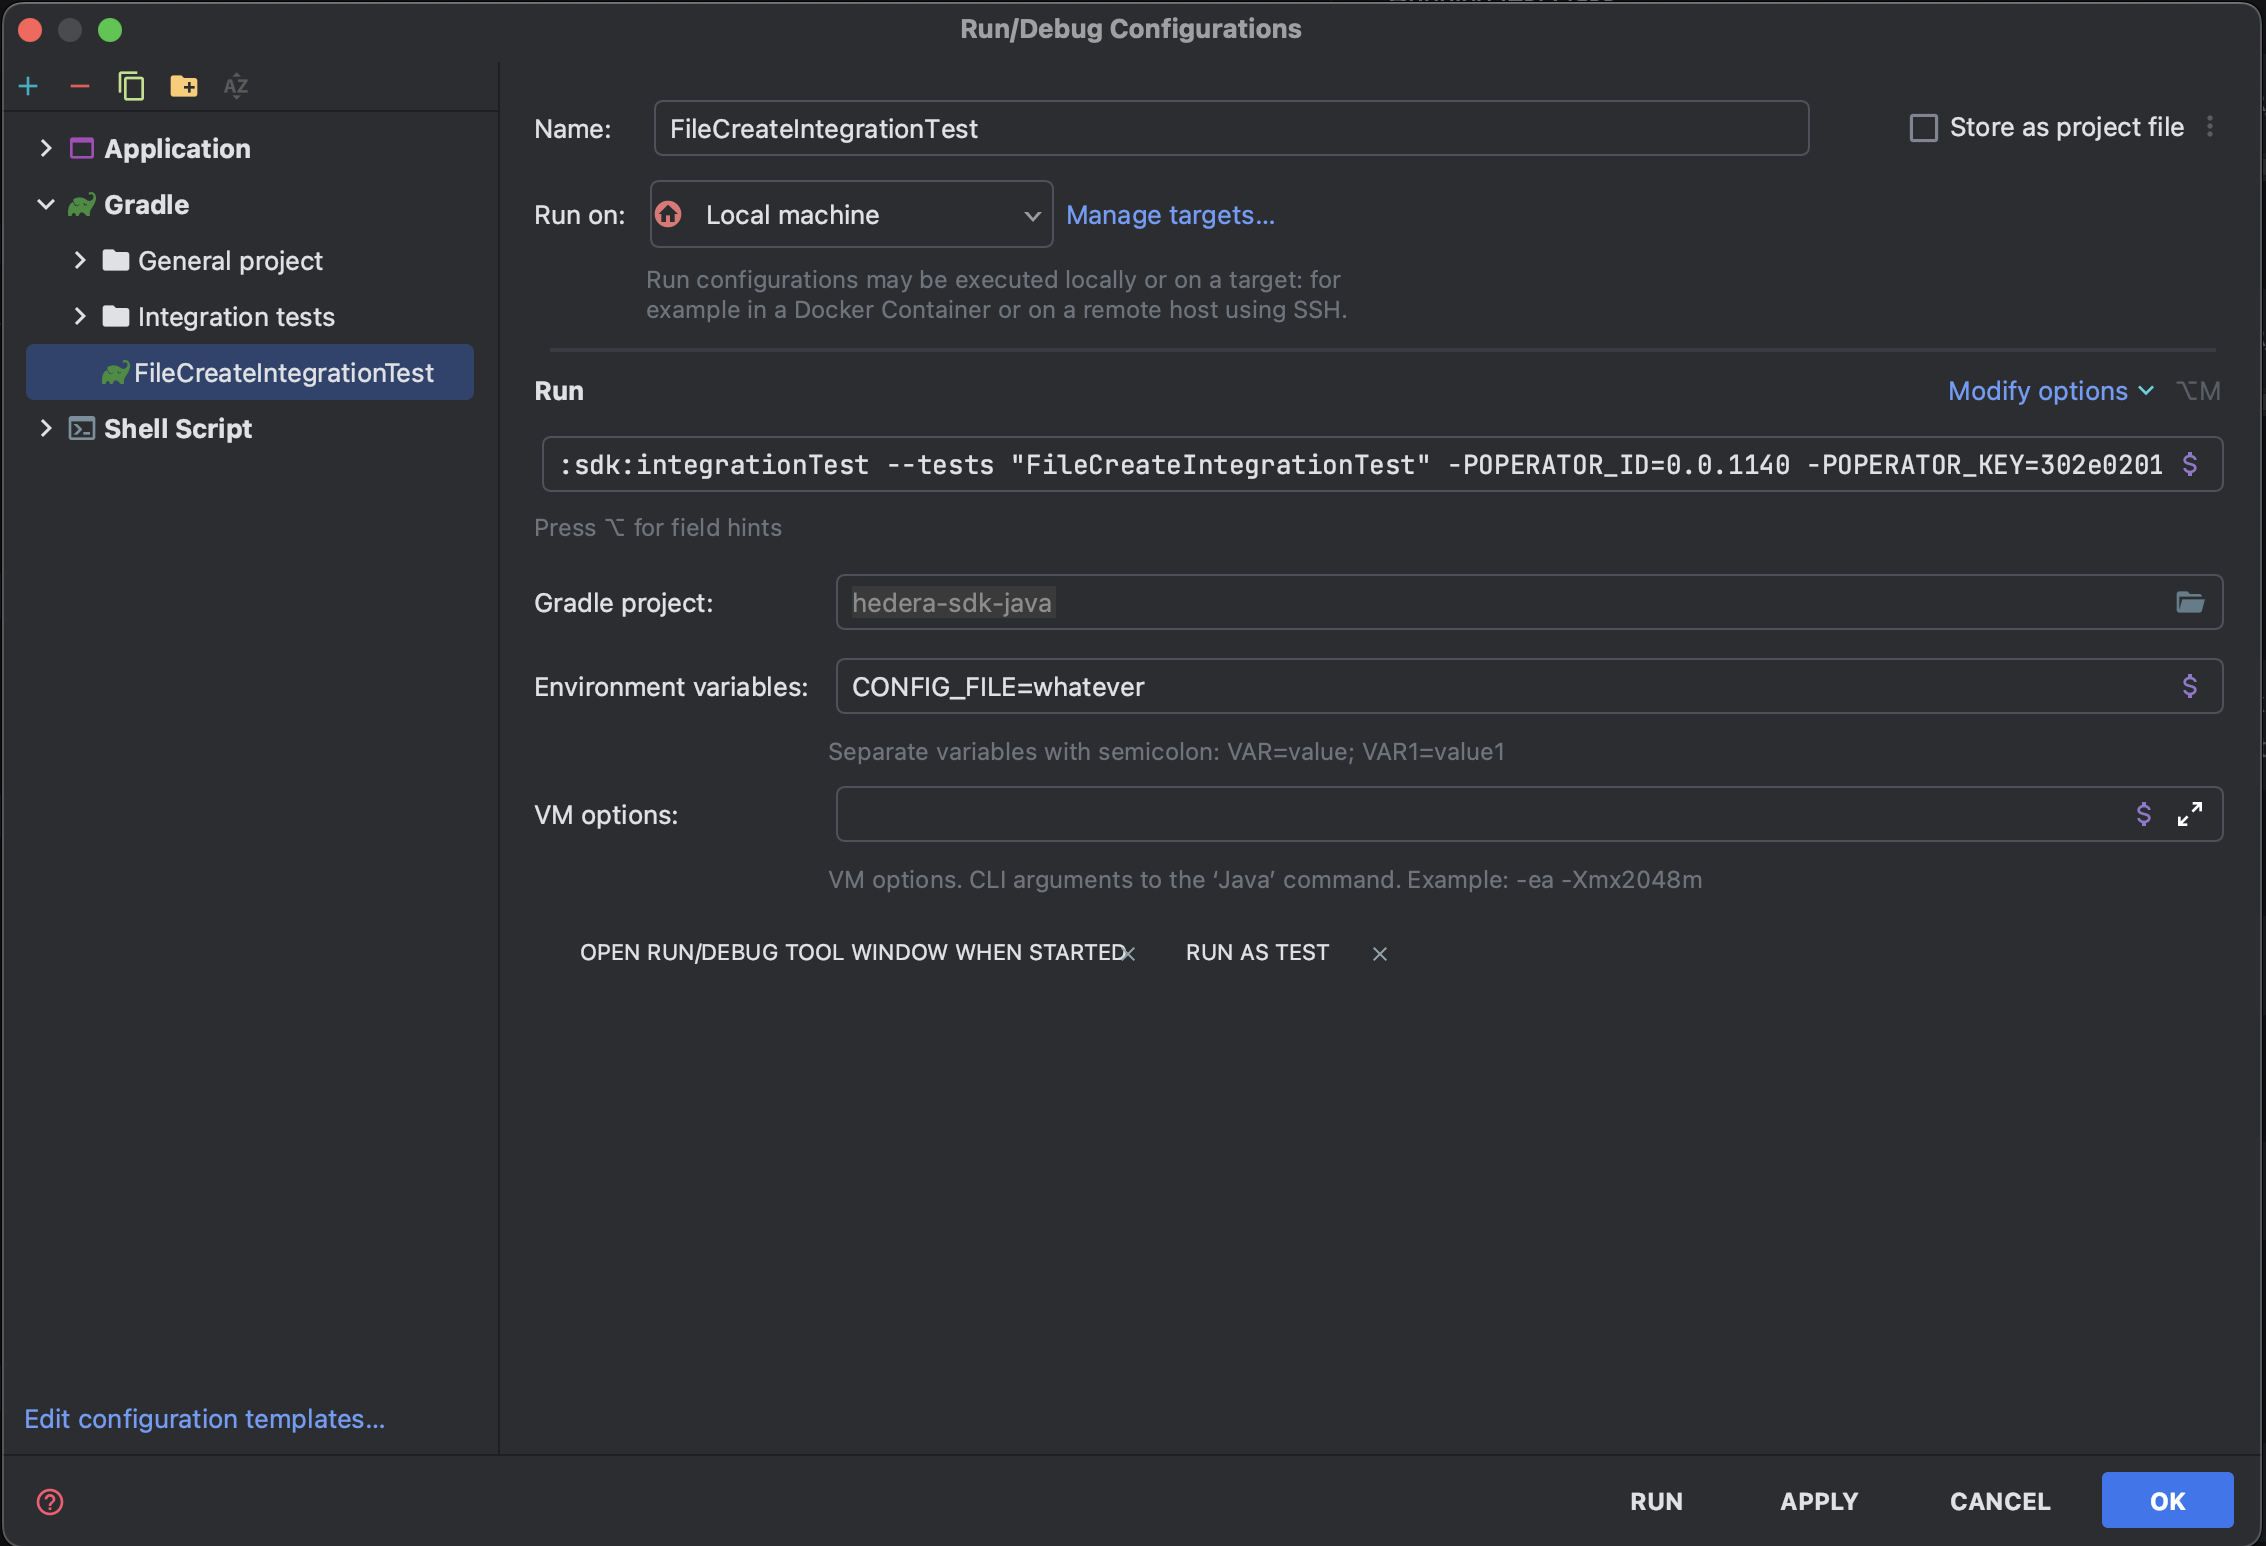 Run/Debug Configurations
Application
Gradle
General project
Integration tests
FileCreateIntegrationTest
Shell Script
Edit configuration templates...
Name: FileCreateIntegrationTest
Store as project file
Run on: Local machine Manage targets...
Run configurations may be executed locally or on a target: for
example in a Docker Container or on a remote host using SSH.
Run
Modify options ⌥M
:sdk:integrationTest --tests "FileCreateIntegrationTest" -POPERATOR_ID=0.0.1140 -POPERATOR_KEY=302e0201 $
Press ⌥ for field hints
Gradle project: hedera-sdk-java
Environment variables: CONFIG_FILE=whatever $
Separate variables with semicolon: VAR=value; VAR1=value1
VM options: $
VM options. CLI arguments to the ‘Java’ command. Example: -ea -Xmx2048m
OPEN RUN/DEBUG TOOL WINDOW WHEN STARTED × RUN AS TEST ×
? RUN APPLY CANCEL OK